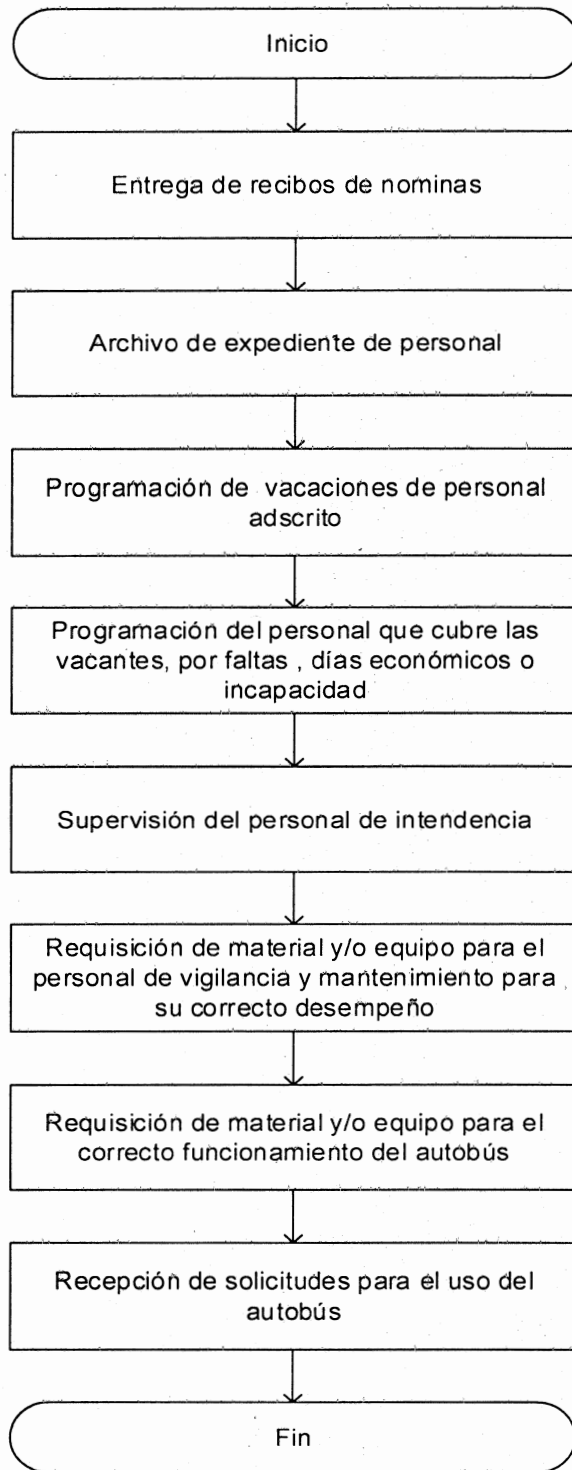 Inicio
Entrega de recibos de nominas
Archivo de expediente de personal
Programación de vacaciones de personal
adscrito
Programación del personal que cubre las
vacantes, por faltas , días económicos o
incapacidad
Supervisión del personal de intendencia
Requisición de material y/o equipo para el
personal de vigilancia y mantenimiento para
su correcto desempeño
Requisición de material y/o equipo para el
correcto funcionamiento del autobús
Recepción de solicitudes para el uso del
autobús
Fin